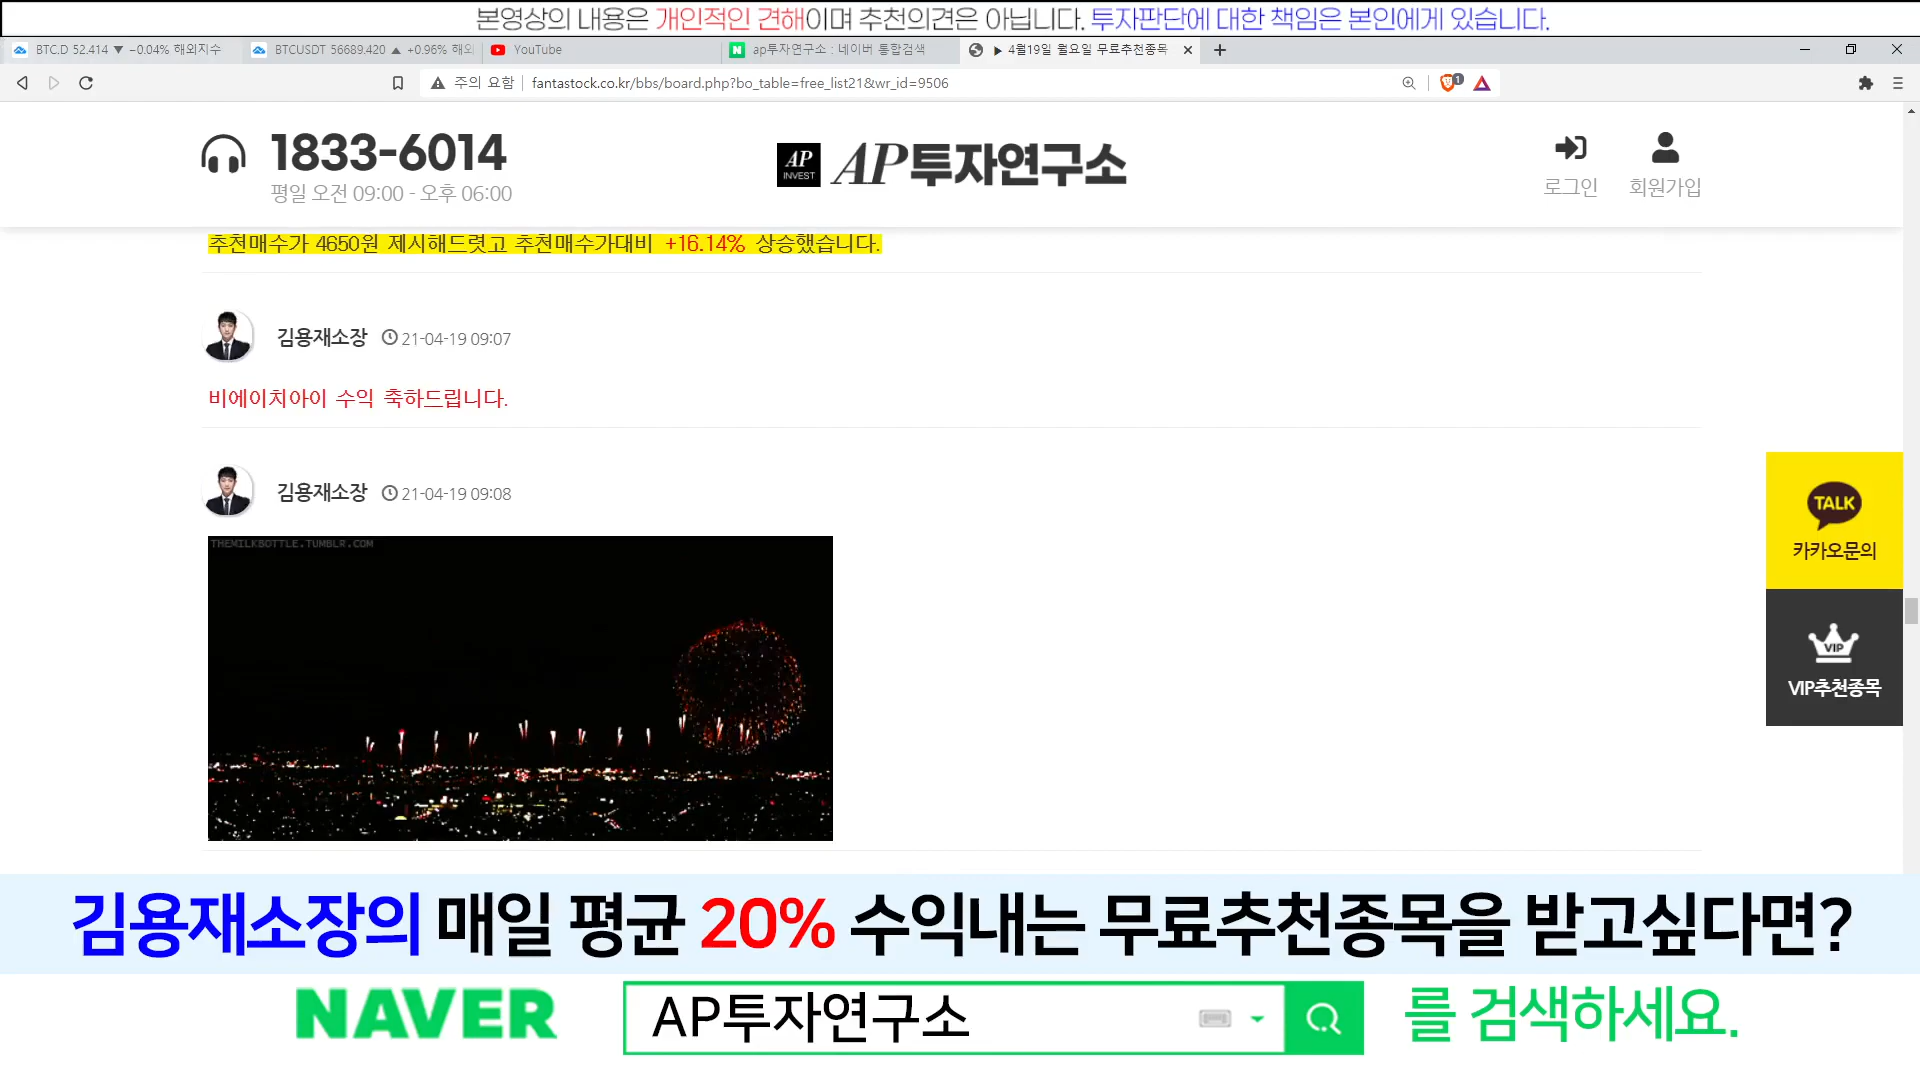 본영상의 내용은 개인적인 견해이며 추천의견은 아닙니다. 투자판단에 대한 책임은 본인에게 있습니다.
BTC.D 52.414 ▼ −0.04% 해외지수
BTCUSDT 56689.420 ▲ +0.96% 해외
YouTube
ap투자연구소 : 네이버 통합검색
▶ 4월19일 월요일 무료추천종목
주의 요함
fantastock.co.kr/bbs/board.php?bo_table=free_list21&wr_id=9506
1
1833-6014
평일 오전 09:00 - 오후 06:00
AP
INVEST
AP투자연구소
로그인
회원가입
추천매수가 4650원 제시해드렷고 추천매수가대비 +16.14% 상승했습니다.
김용재소장 21-04-19 09:07
비에이치아이 수익 축하드립니다.
김용재소장 21-04-19 09:08
THEMILKBOTTLE.TUMBLR.COM
TALK
카카오문의
VIP
VIP추천종목
김용재소장의 매일 평균 20% 수익내는 무료추천종목을 받고싶다면?
NAVER AP투자연구소 를 검색하세요.